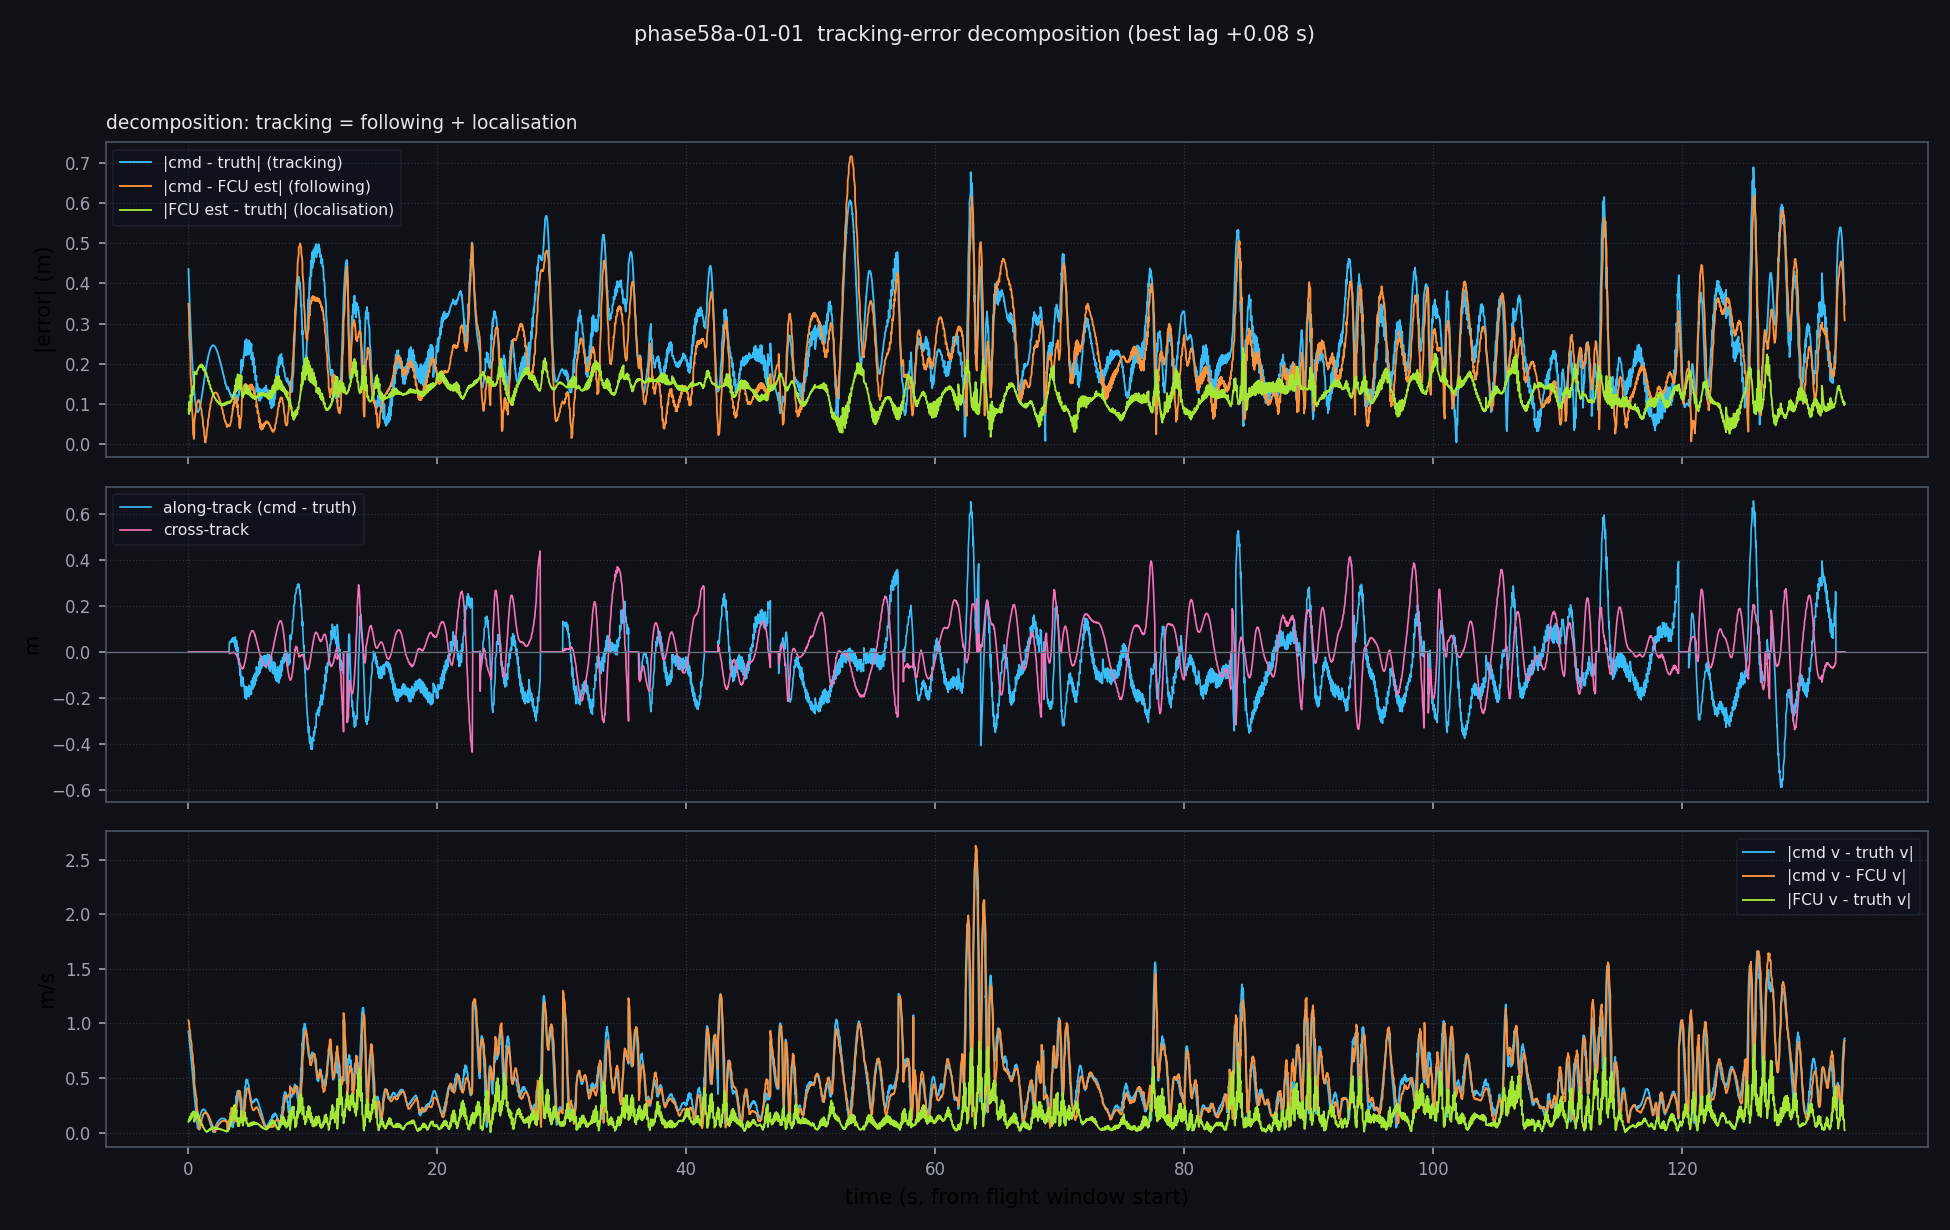 phase58a-01-01  tracking-error decomposition (best lag +0.08 s)
decomposition: tracking = following + localisation
|cmd - truth| (tracking)
|cmd - FCU est| (following)
|FCU est - truth| (localisation)
|error| (m)
0.7
0.6
0.5
0.4
0.3
0.2
0.1
0.0
along-track (cmd - truth)
cross-track
m
0.6
0.4
0.2
0.0
−0.2
−0.4
−0.6
|cmd v - truth v|
|cmd v - FCU v|
|FCU v - truth v|
m/s
2.5
2.0
1.5
1.0
0.5
0.0
0 20 40 60 80 100 120
time (s, from flight window start)